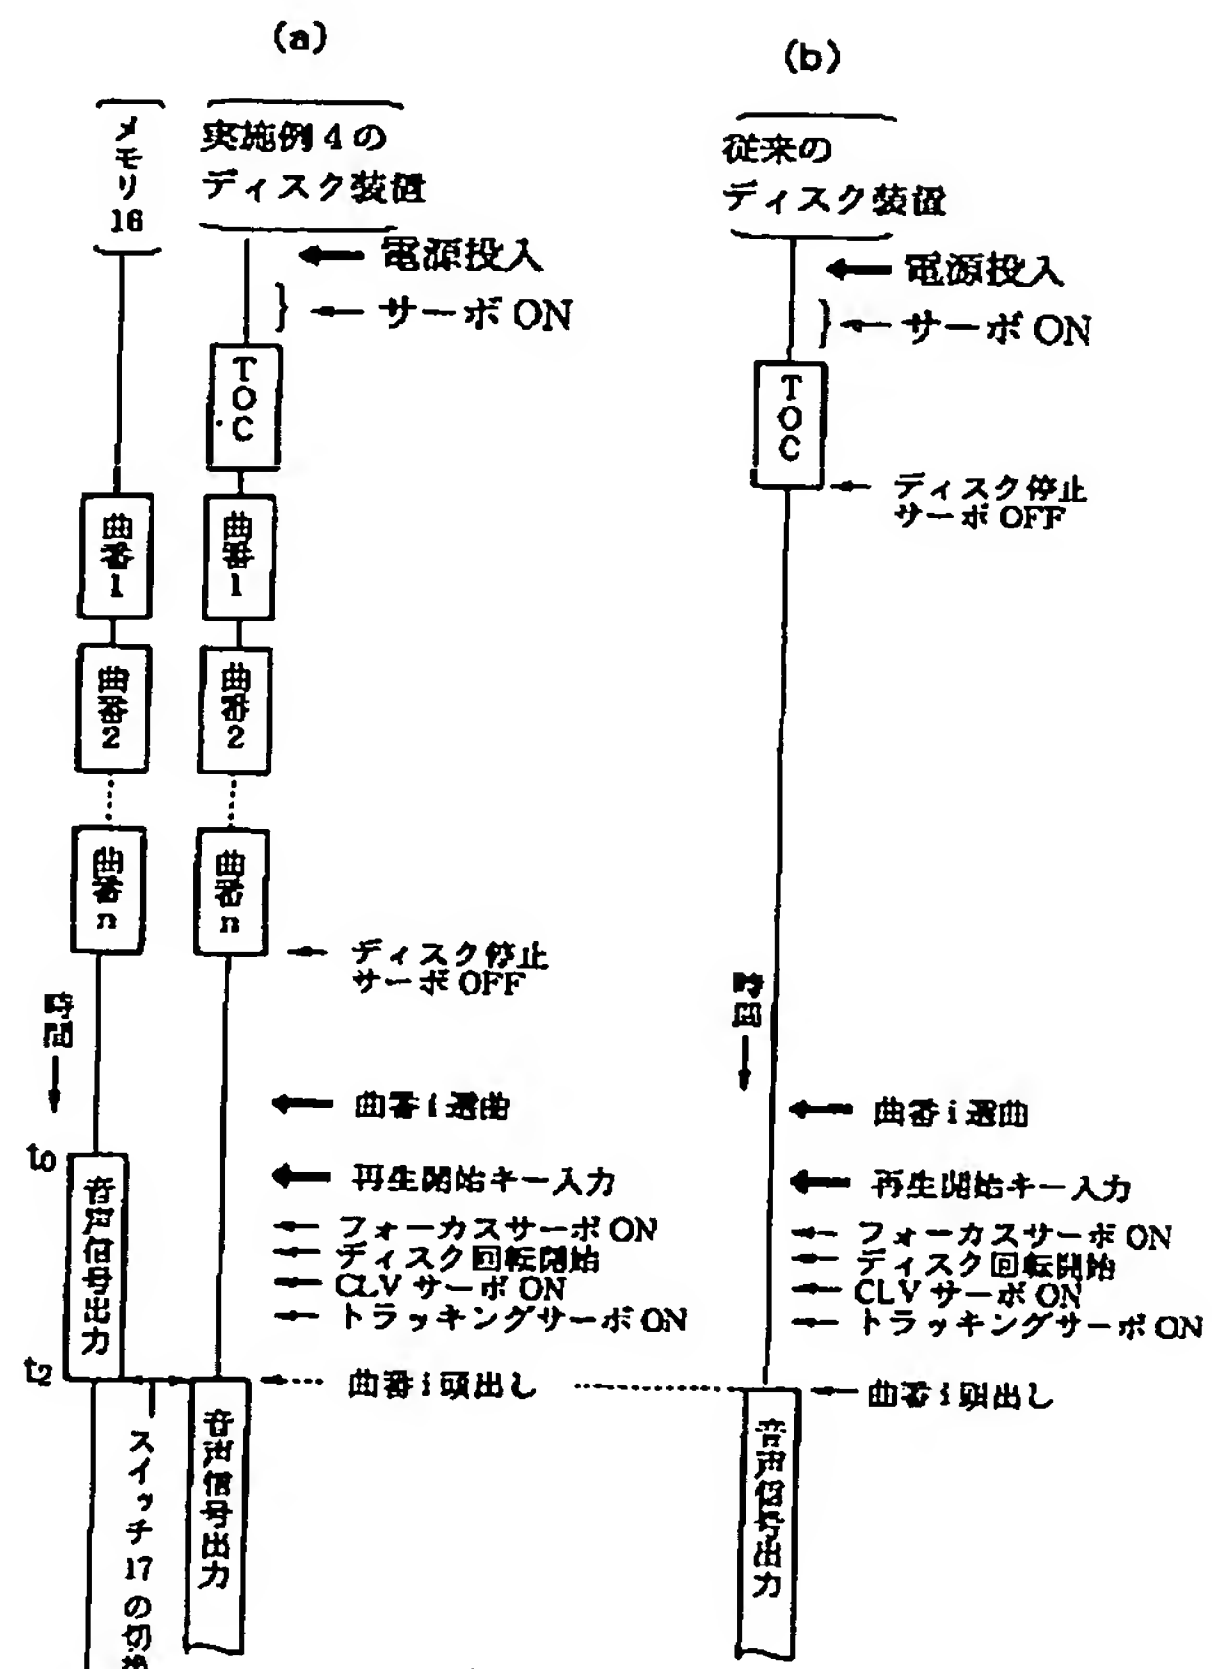 (a)
メモリ16
実施例4の
ディスク装置
電源投入
サーボON
TOC
曲番1
曲番1
曲番2
曲番2
曲番n
曲番n
ディスク停止
サーボOFF
時間
曲番i選曲
t0
再生開始キー入力
音声信号出力
フォーカスサーボON
ディスク回転開始
CLVサーボON
トラッキングサーボON
t2
曲番i頭出し
スイッチ17の切換
音声信号出力
(b)
従来の
ディスク装置
電源投入
サーボON
TOC
ディスク停止
サーボOFF
時間
曲番i選曲
再生開始キー入力
フォーカスサーボON
ディスク回転開始
CLVサーボON
トラッキングサーボON
曲番i頭出し
音声信号出力